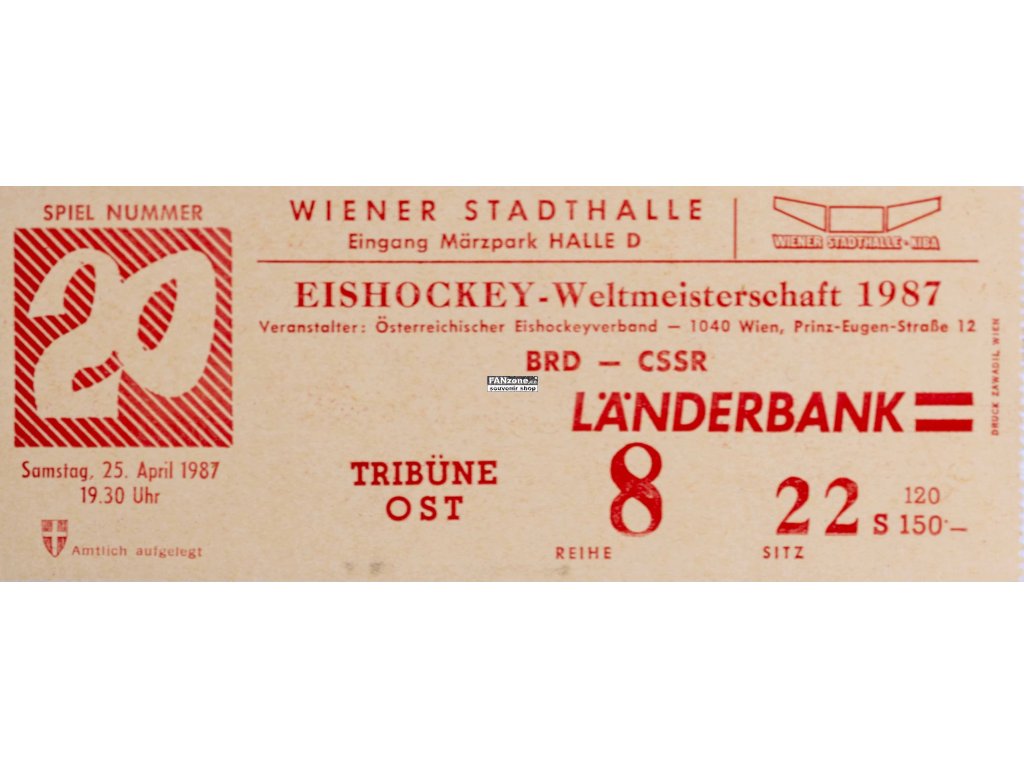 SPIEL NUMMER
20
Samstag, 25. April 1987
19.30 Uhr
Amtlich aufgelegt
WIENER STADTHALLE
Eingang Märzpark HALLE D
WIENER STADTHALLE-KIBA
EISHOCKEY-Weltmeisterschaft 1987
Veranstalter: Österreichischer Eishockeyverband — 1040 Wien, Prinz-Eugen-Straße 12
BRD — CSSR
FANzone.cz
souvenir shop
LÄNDERBANK
TRIBÜNE
OST
8
REIHE
22
SITZ
120
S 150·—
DRUCK ZAWADIL, WIEN